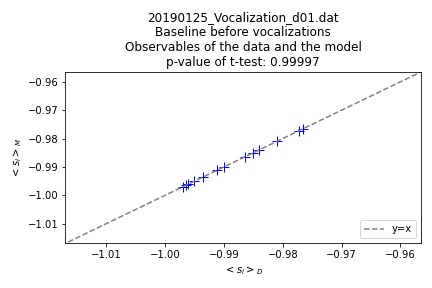 20190125_Vocalization_d01.dat
Baseline before vocalizations
Observables of the data and the model
p-value of t-test: 0.99997
−0.96
−0.97
−0.98
−0.99
−1.00
−1.01
< s_i >_M
y=x
−1.01
−1.00
−0.99
−0.98
−0.97
−0.96
< s_i >_D